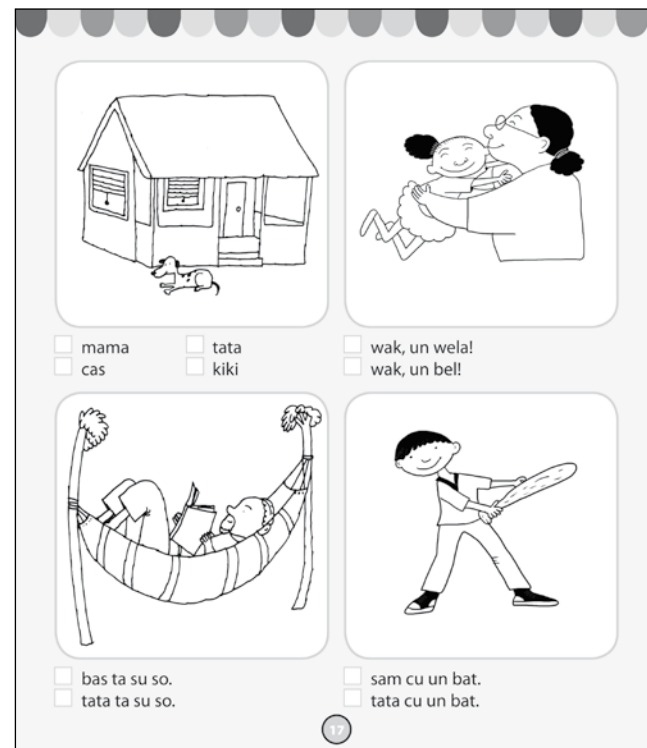 mama tata
cas kiki
wak, un wela!
wak, un bel!
bas ta su so.
tata ta su so.
sam cu un bat.
tata cu un bat.
17